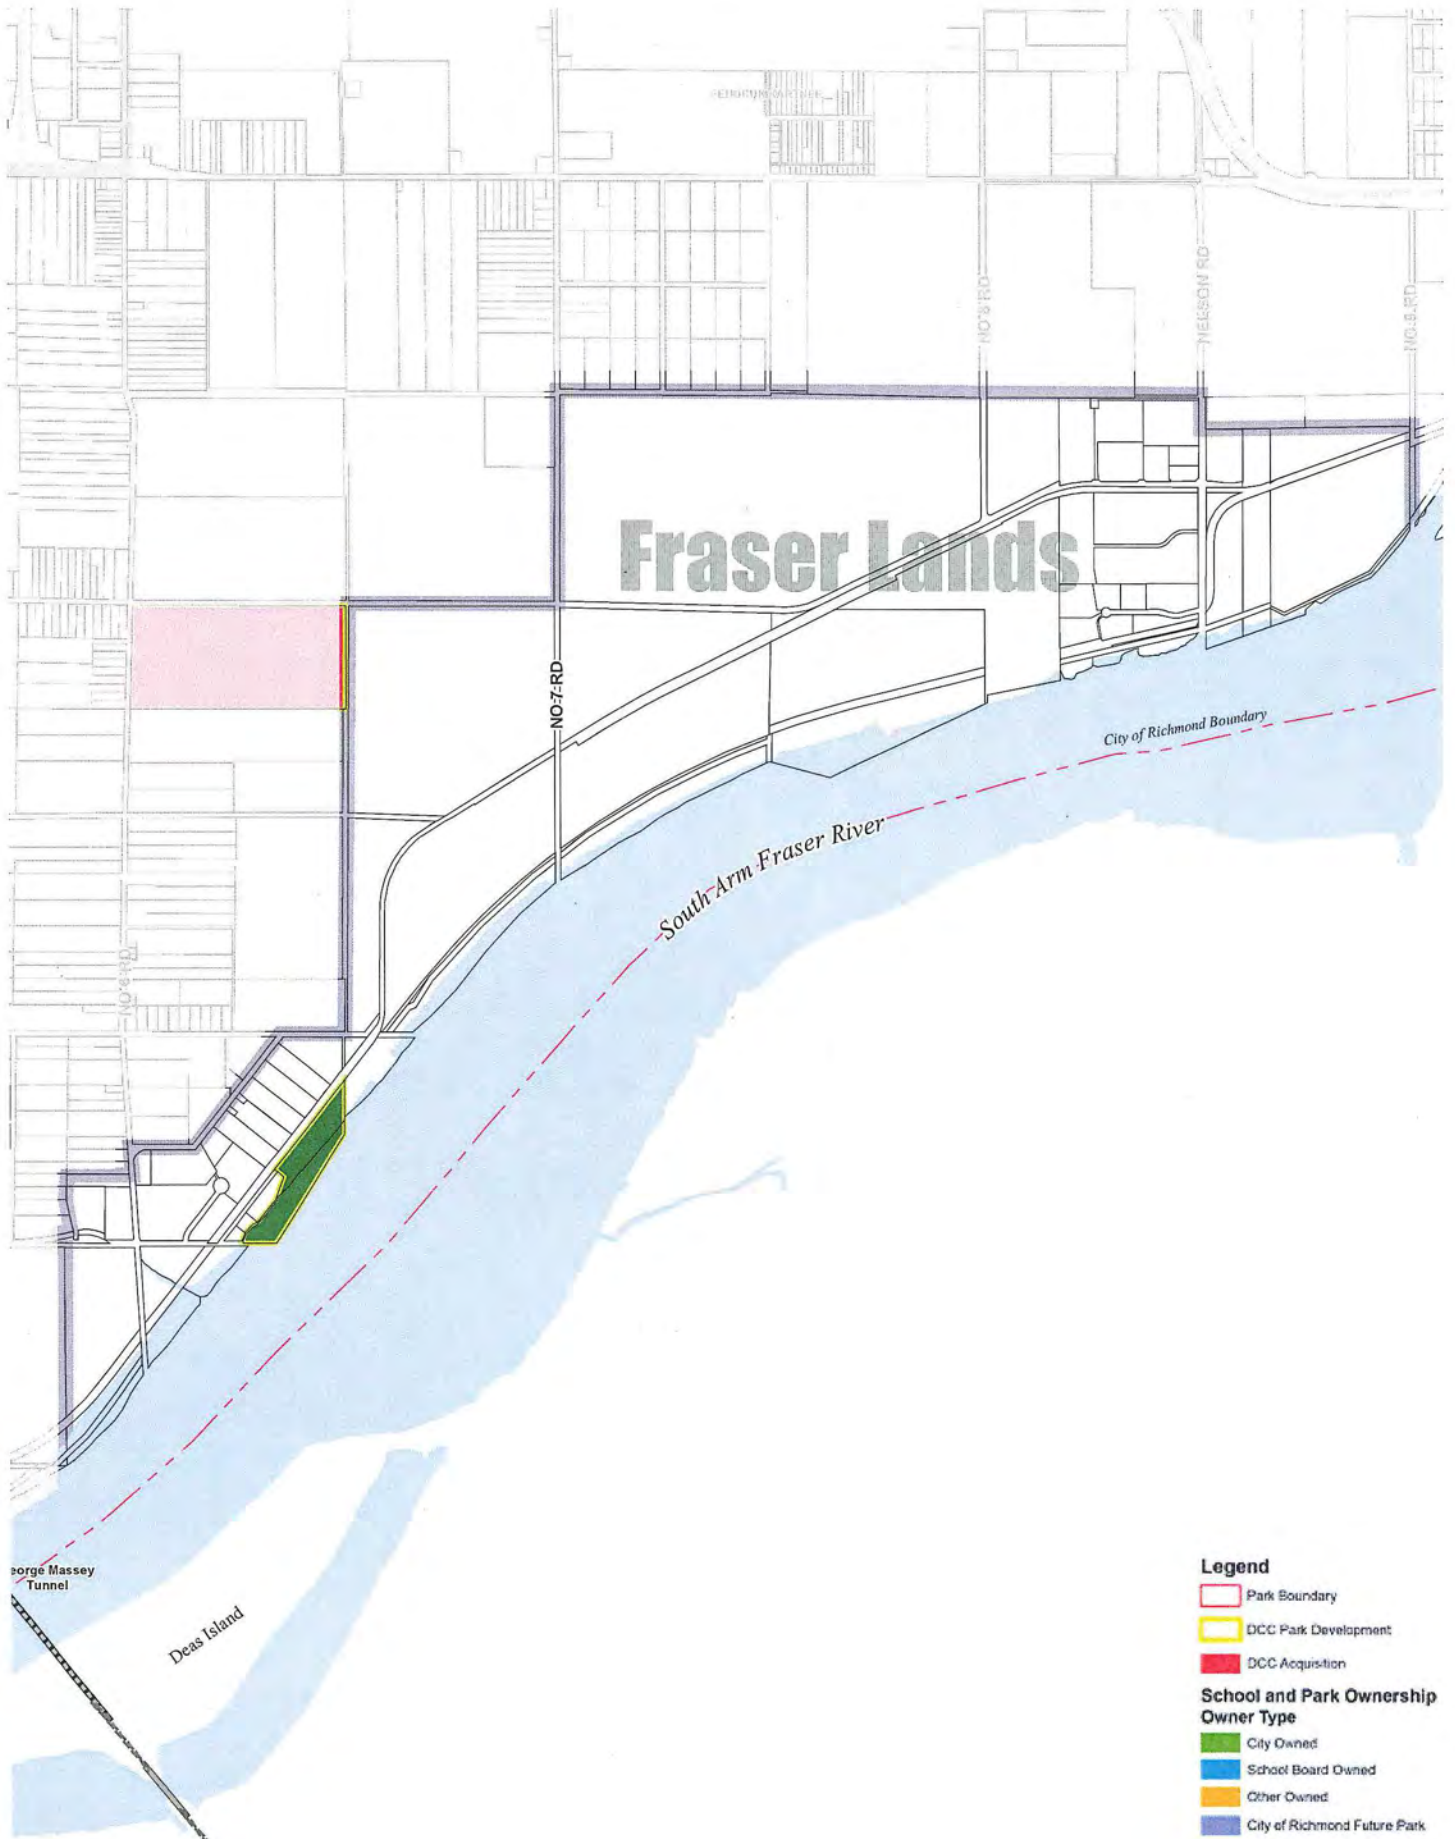 NO 8 RD
NELSON RD
NO 9 RD
Fraser Lands
NO 7 RD
City of Richmond Boundary
South Arm Fraser River
NO 6 RD
eorge Massey
Tunnel
Deas Island
Legend
Park Boundary
DCC Park Development
DCC Acquisition
School and Park Ownership
Owner Type
City Owned
School Board Owned
Other Owned
City of Richmond Future Park